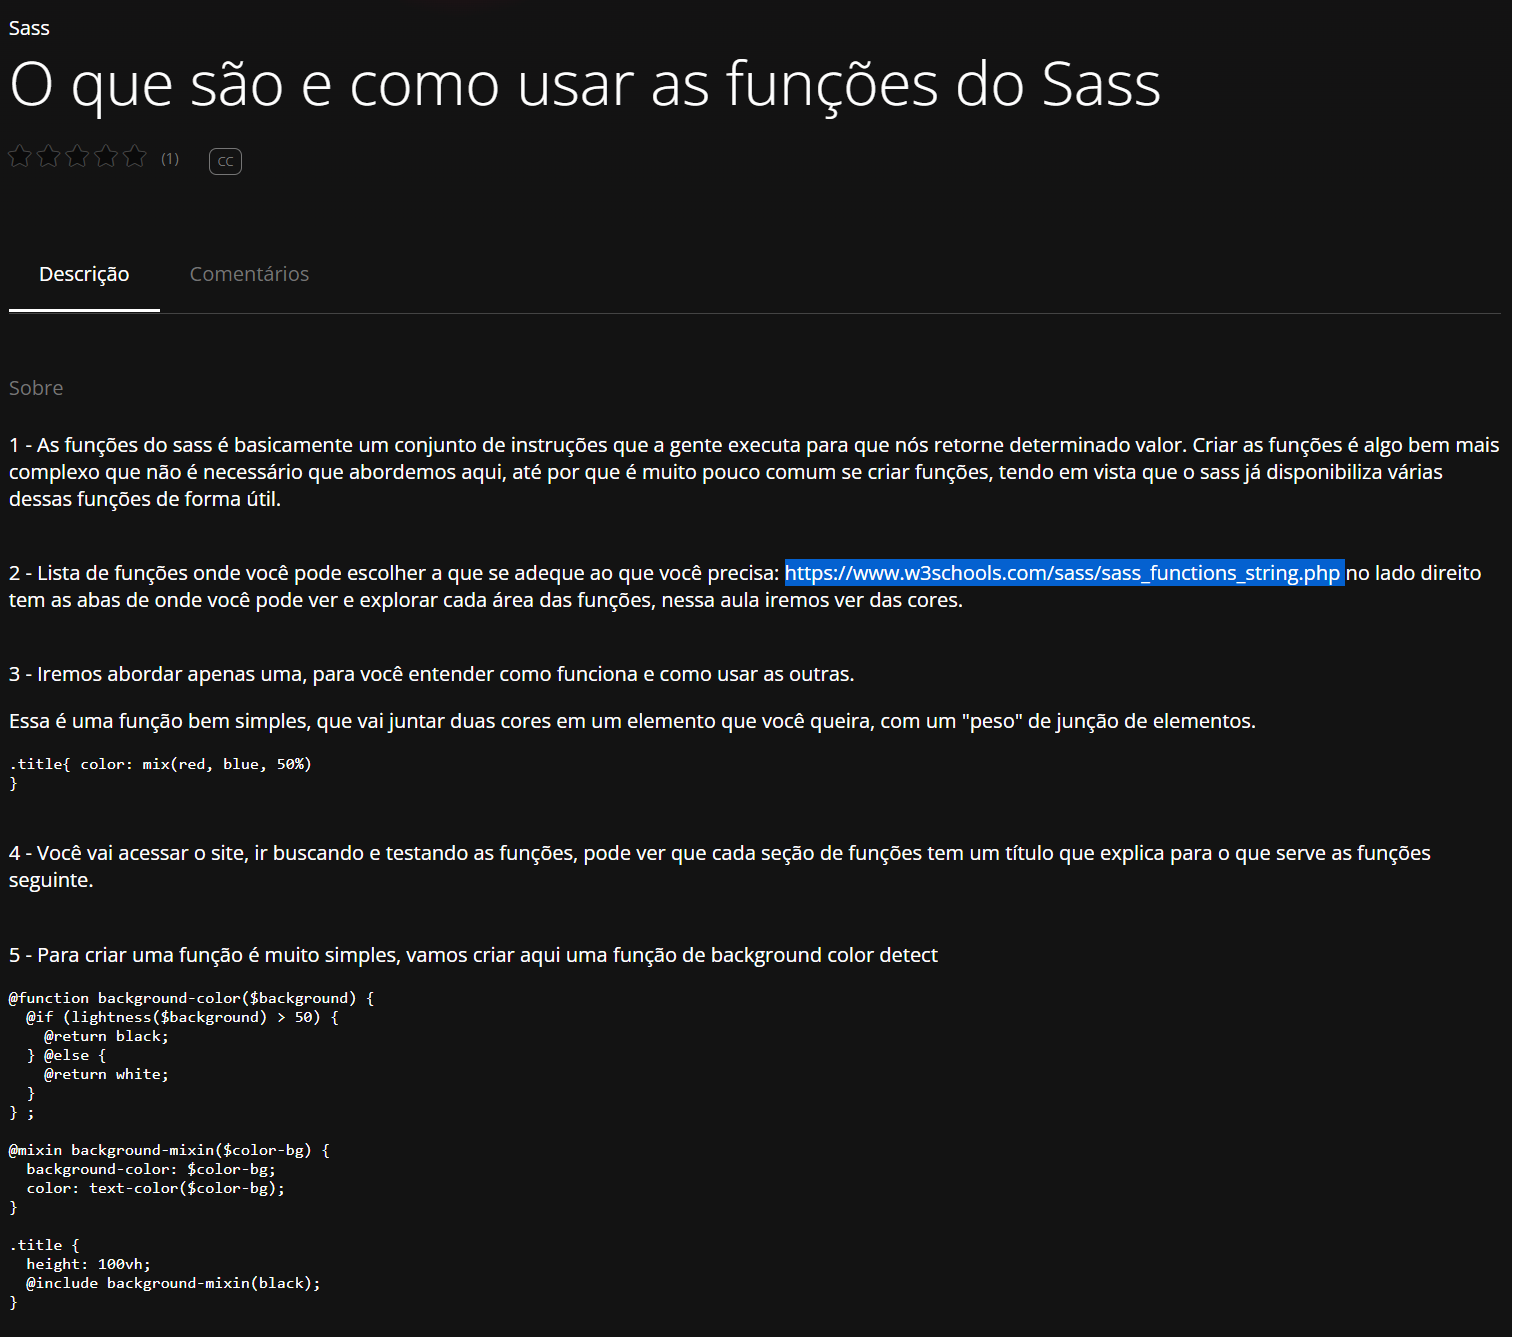 Sass
O que são e como usar as funções do Sass
(1) CC
Descrição Comentários
Sobre
1 - As funções do sass é basicamente um conjunto de instruções que a gente executa para que nós retorne determinado valor. Criar as funções é algo bem mais
complexo que não é necessário que abordemos aqui, até por que é muito pouco comum se criar funções, tendo em vista que o sass já disponibiliza várias
dessas funções de forma útil.
2 - Lista de funções onde você pode escolher a que se adeque ao que você precisa: https://www.w3schools.com/sass/sass_functions_string.php no lado direito
tem as abas de onde você pode ver e explorar cada área das funções, nessa aula iremos ver das cores.
3 - Iremos abordar apenas uma, para você entender como funciona e como usar as outras.
Essa é uma função bem simples, que vai juntar duas cores em um elemento que você queira, com um "peso" de junção de elementos.
.title{ color: mix(red, blue, 50%)
}
4 - Você vai acessar o site, ir buscando e testando as funções, pode ver que cada seção de funções tem um título que explica para o que serve as funções
seguinte.
5 - Para criar uma função é muito simples, vamos criar aqui uma função de background color detect
@function background-color($background) {
  @if (lightness($background) > 50) {
    @return black;
  } @else {
    @return white;
  }
} ;
@mixin background-mixin($color-bg) {
  background-color: $color-bg;
  color: text-color($color-bg);
}
.title {
  height: 100vh;
  @include background-mixin(black);
}